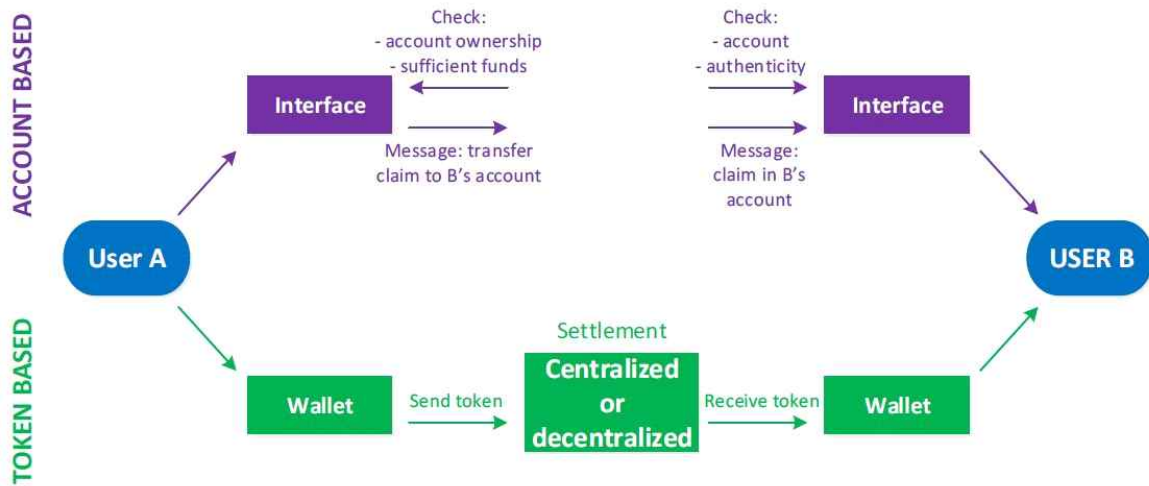 ACCOUNT BASED
Check:
- account ownership
- sufficient funds
Check:
- account
- authenticity
Interface
Interface
Message: transfer
claim to B's account
Message:
claim in B's
account
User A
USER B
TOKEN BASED
Settlement
Centralized
or
decentralized
Wallet
Send token
Receive token
Wallet